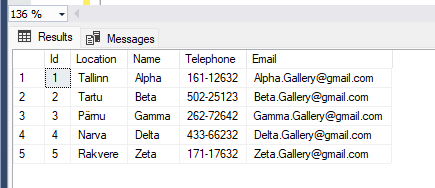 136 %
Results Messages
Id Location Name Telephone Email
1 1 Tallinn Alpha 161-12632 Alpha.Gallery@gmail.com
2 2 Tartu Beta 502-25123 Beta.Gallery@gmail.com
3 3 Pärnu Gamma 262-72642 Gamma.Gallery@gmail.com
4 4 Narva Delta 433-66232 Delta.Gallery@gmail.com
5 5 Rakvere Zeta 171-17632 Zeta.Gallery@gmail.com